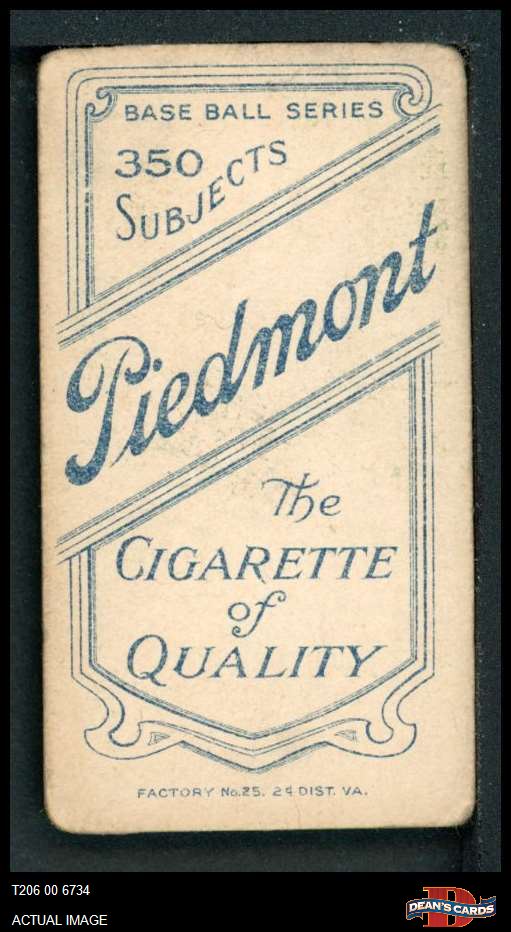 BASE BALL SERIES
350
SUBJECTS
Piedmont
The
CIGARETTE
of
QUALITY
FACTORY No.25. 2d DIST. VA.
T206 00 6734
ACTUAL IMAGE
D
DEAN'S CARDS